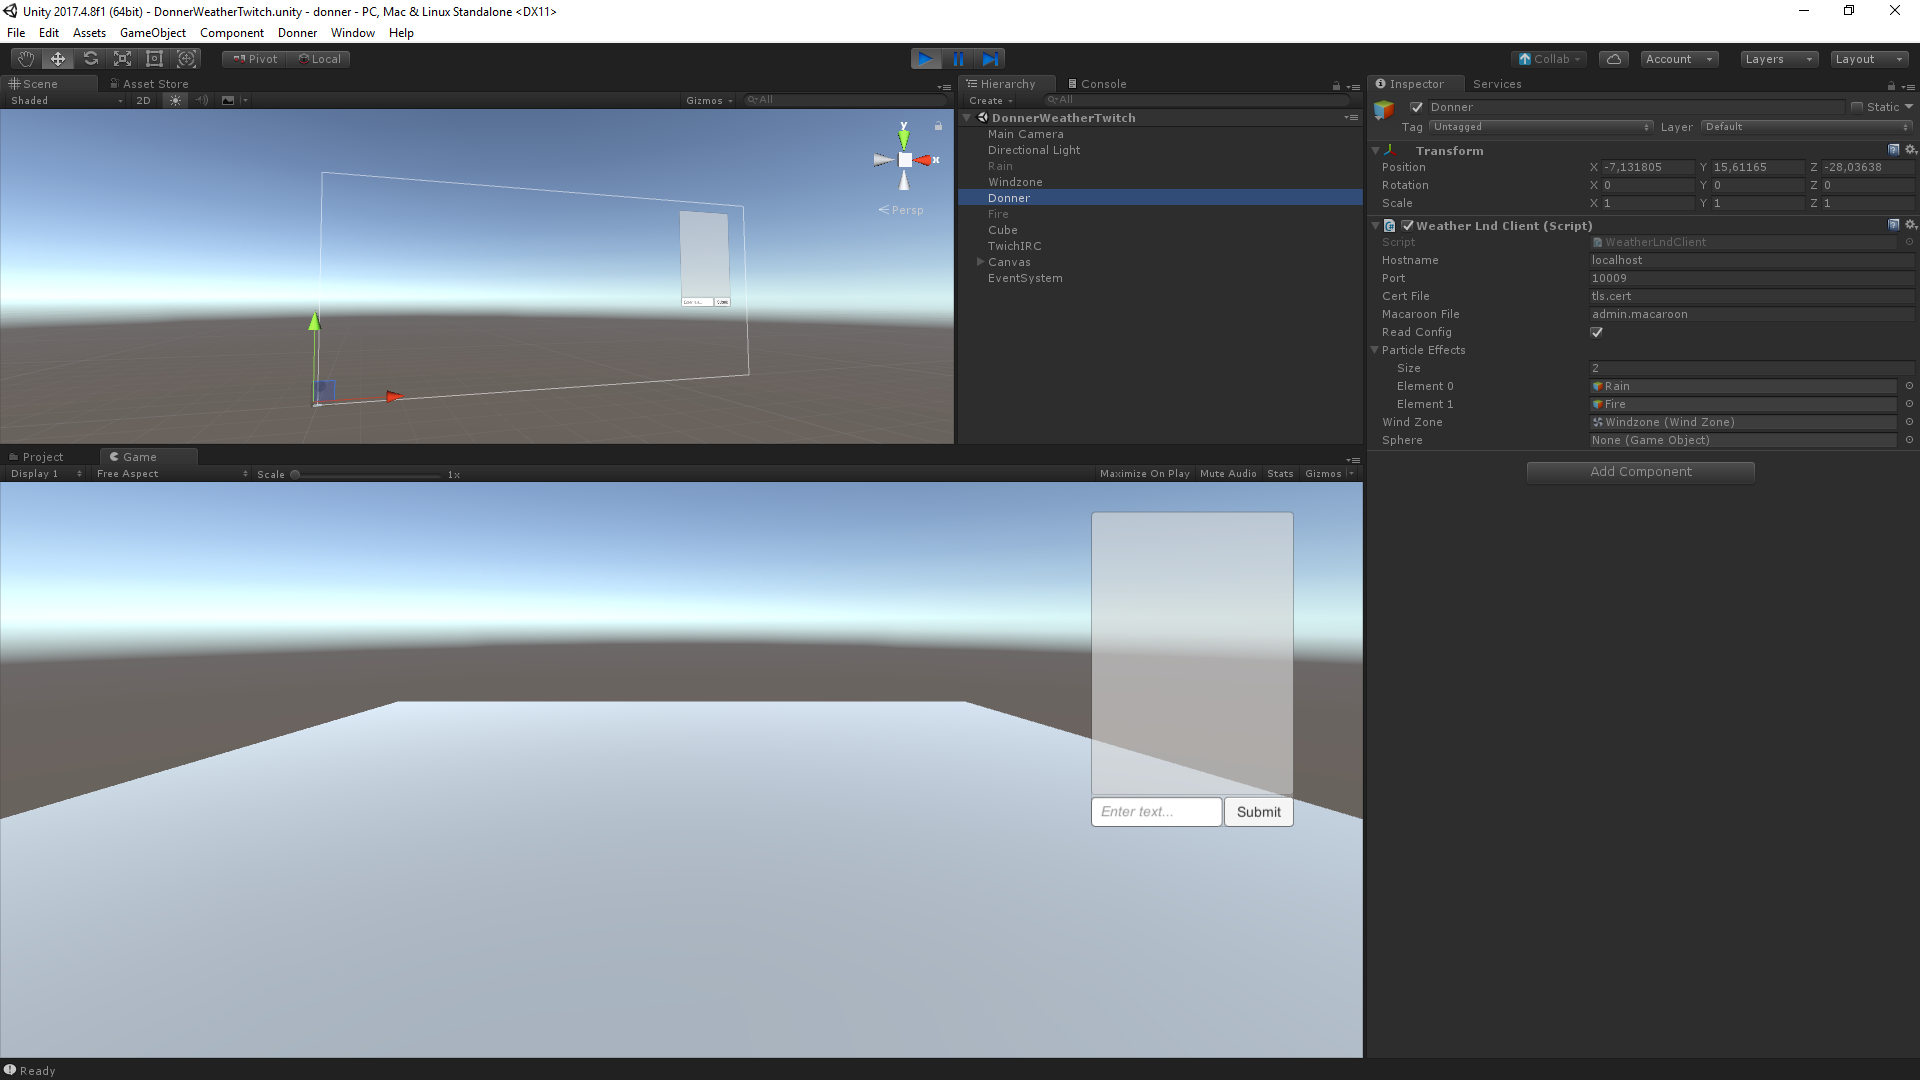 Unity 2017.4.8f1 (64bit) - DonnerWeatherTwitch.unity - donner - PC, Mac & Linux Standalone <DX11>
File Edit Assets GameObject Component Donner Window Help
Pivot Local Collab Account Layers Layout
Scene Asset Store
Shaded 2D Gizmos All
y
x
Persp
Hierarchy Console
Create All
DonnerWeatherTwitch
Main Camera
Directional Light
Rain
Windzone
Donner
Fire
Cube
TwichIRC
Canvas
EventSystem
Inspector Services
Donner Static
Tag Untagged Layer Default
Transform
Position X -7,131805 Y 15,61165 Z -28,03638
Rotation X 0 Y 0 Z 0
Scale X 1 Y 1 Z 1
Weather Lnd Client (Script)
Script WeatherLndClient
Hostname localhost
Port 10009
Cert File tls.cert
Macaroon File admin.macaroon
Read Config
Particle Effects
Size 2
Element 0 Rain
Element 1 Fire
Wind Zone Windzone (Wind Zone)
Sphere None (Game Object)
Add Component
Project Game
Display 1 Free Aspect Scale 1x Maximize On Play Mute Audio Stats Gizmos
Enter text... Submit
Ready